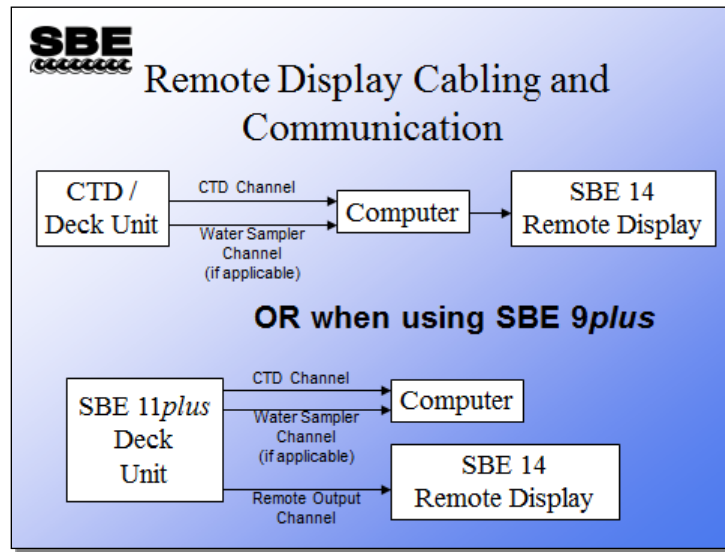 SBE
Remote Display Cabling and
Communication
CTD /
Deck Unit
CTD Channel
Water Sampler
Channel
(if applicable)
Computer
SBE 14
Remote Display
OR when using SBE 9plus
SBE 11plus
Deck
Unit
CTD Channel
Water Sampler
Channel
(if applicable)
Remote Output
Channel
Computer
SBE 14
Remote Display